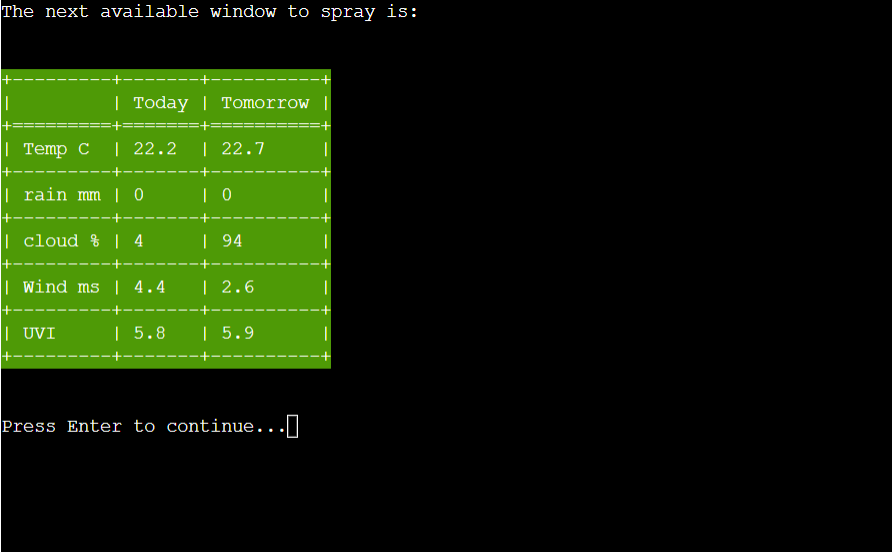 The next available window to spray is:
+---------+-------+----------+
|         | Today | Tomorrow |
+=========+=======+==========+
| Temp C  | 22.2  | 22.7     |
+---------+-------+----------+
| rain mm | 0     | 0        |
+---------+-------+----------+
| cloud % | 4     | 94       |
+---------+-------+----------+
| Wind ms | 4.4   | 2.6      |
+---------+-------+----------+
| UVI     | 5.8   | 5.9      |
+---------+-------+----------+
Press Enter to continue...